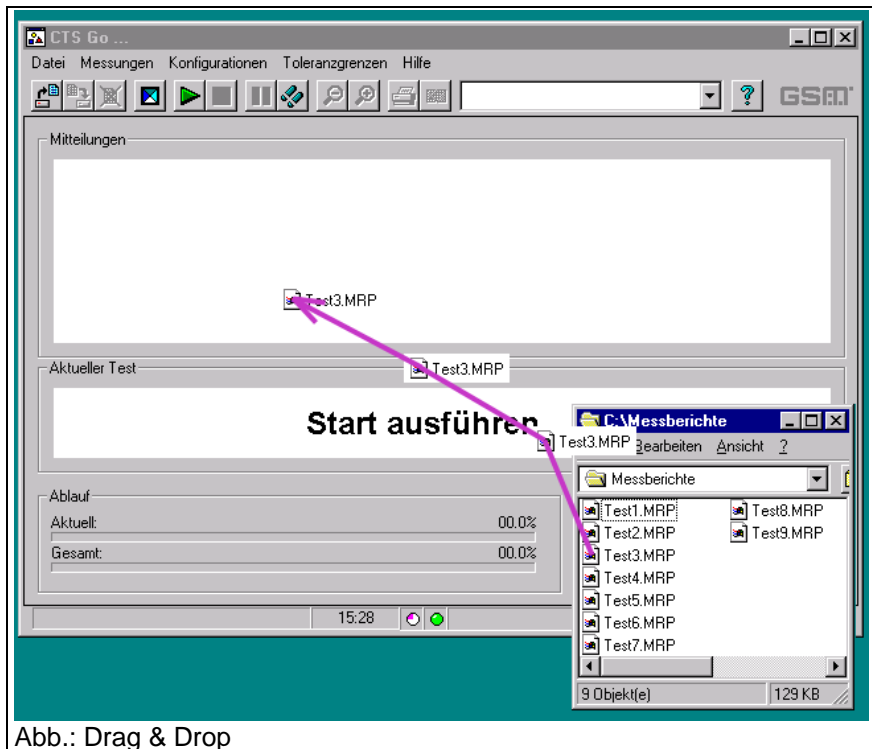 CTS Go ...
Datei Messungen Konfigurationen Toleranzgrenzen Hilfe
GSM
Mitteilungen
Test3.MRP
Aktueller Test
Test3.MRP
Start ausführen
Test3.MRP
C:\Messberichte
Bearbeiten Ansicht ?
Messberichte
Test1.MRP Test8.MRP
Test2.MRP Test9.MRP
Test3.MRP
Test4.MRP
Test5.MRP
Test6.MRP
Test7.MRP
9 Objekt(e) 129 KB
Ablauf
Aktuell: 00.0%
Gesamt: 00.0%
15:28
Abb.: Drag & Drop